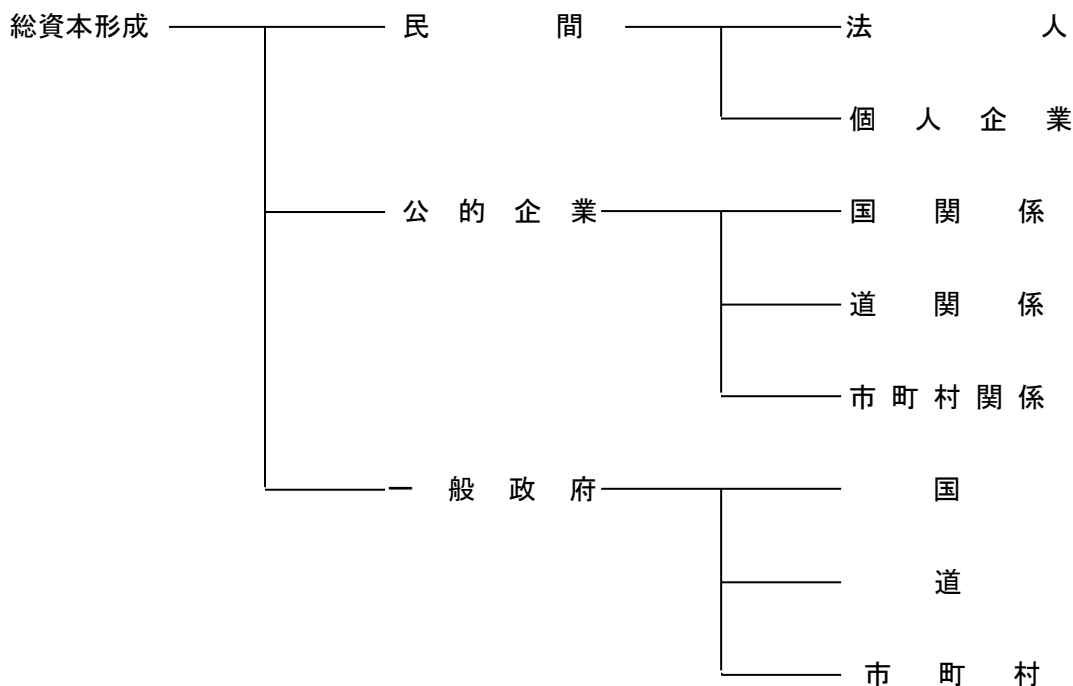 総資本形成 民間 法人
個人企業
公的企業 国関係
道関係
市町村関係
一般政府 国
道
市町村